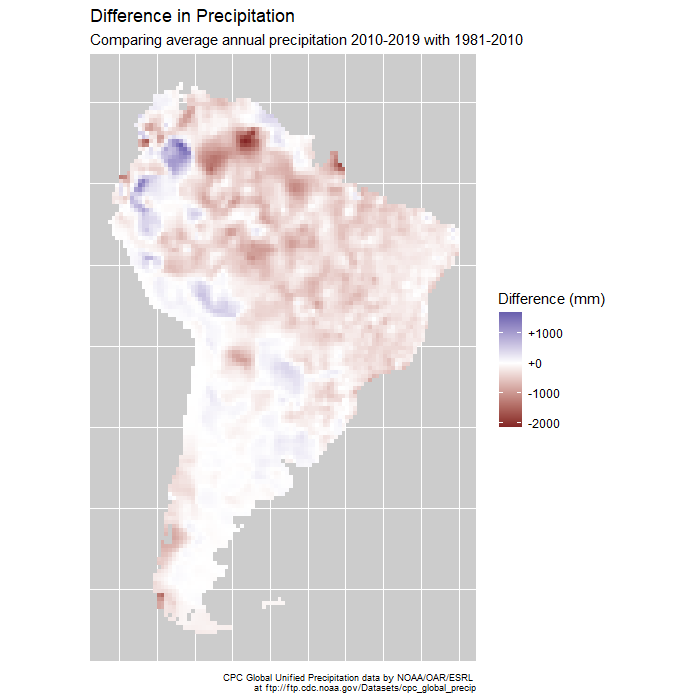 Difference in Precipitation
Comparing average annual precipitation 2010-2019 with 1981-2010
Difference (mm)
+1000
+0
-1000
-2000
CPC Global Unified Precipitation data by NOAA/OAR/ESRL
at ftp://ftp.cdc.noaa.gov/Datasets/cpc_global_precip